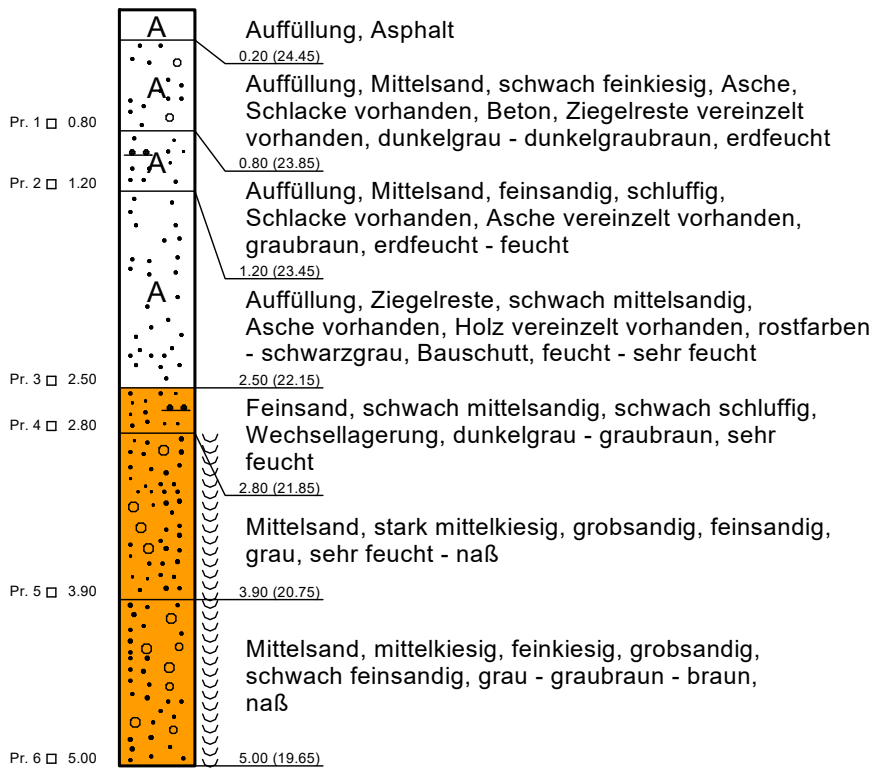 A
Auffüllung, Asphalt
0.20 (24.45)
A
Auffüllung, Mittelsand, schwach feinkiesig, Asche,
Schlacke vorhanden, Beton, Ziegelreste vereinzelt
vorhanden, dunkelgrau - dunkelgraubraun, erdfeucht
Pr. 1 0.80
0.80 (23.85)
A
Pr. 2 1.20
Auffüllung, Mittelsand, feinsandig, schluffig,
Schlacke vorhanden, Asche vereinzelt vorhanden,
graubraun, erdfeucht - feucht
1.20 (23.45)
A
Auffüllung, Ziegelreste, schwach mittelsandig,
Asche vorhanden, Holz vereinzelt vorhanden, rostfarben
- schwarzgrau, Bauschutt, feucht - sehr feucht
Pr. 3 2.50
2.50 (22.15)
Feinsand, schwach mittelsandig, schwach schluffig,
Wechsellagerung, dunkelgrau - graubraun, sehr
feucht
Pr. 4 2.80
2.80 (21.85)
Mittelsand, stark mittelkiesig, grobsandig, feinsandig,
grau, sehr feucht - naß
Pr. 5 3.90
3.90 (20.75)
Mittelsand, mittelkiesig, feinkiesig, grobsandig,
schwach feinsandig, grau - graubraun - braun,
naß
Pr. 6 5.00
5.00 (19.65)